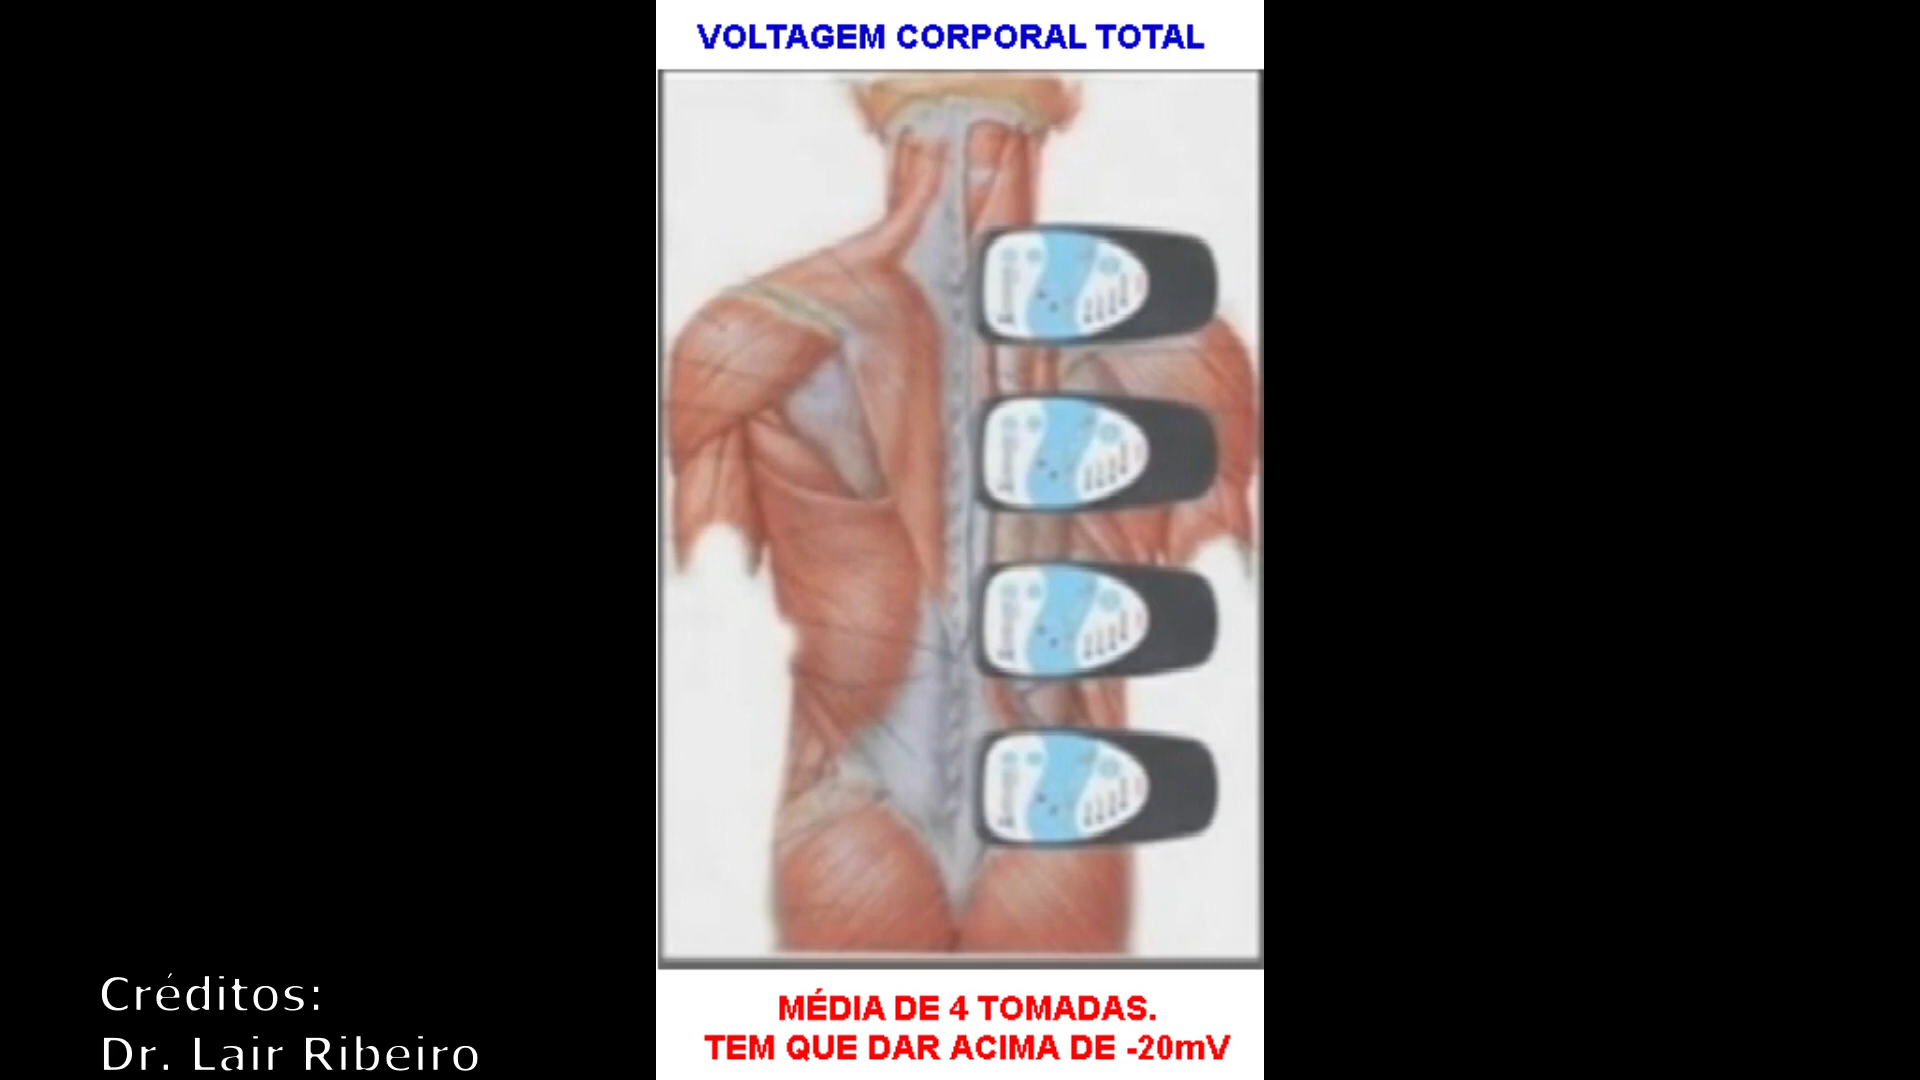 VOLTAGEM CORPORAL TOTAL
MÉDIA DE 4 TOMADAS.
TEM QUE DAR ACIMA DE -20mV
Créditos:
Dr. Lair Ribeiro